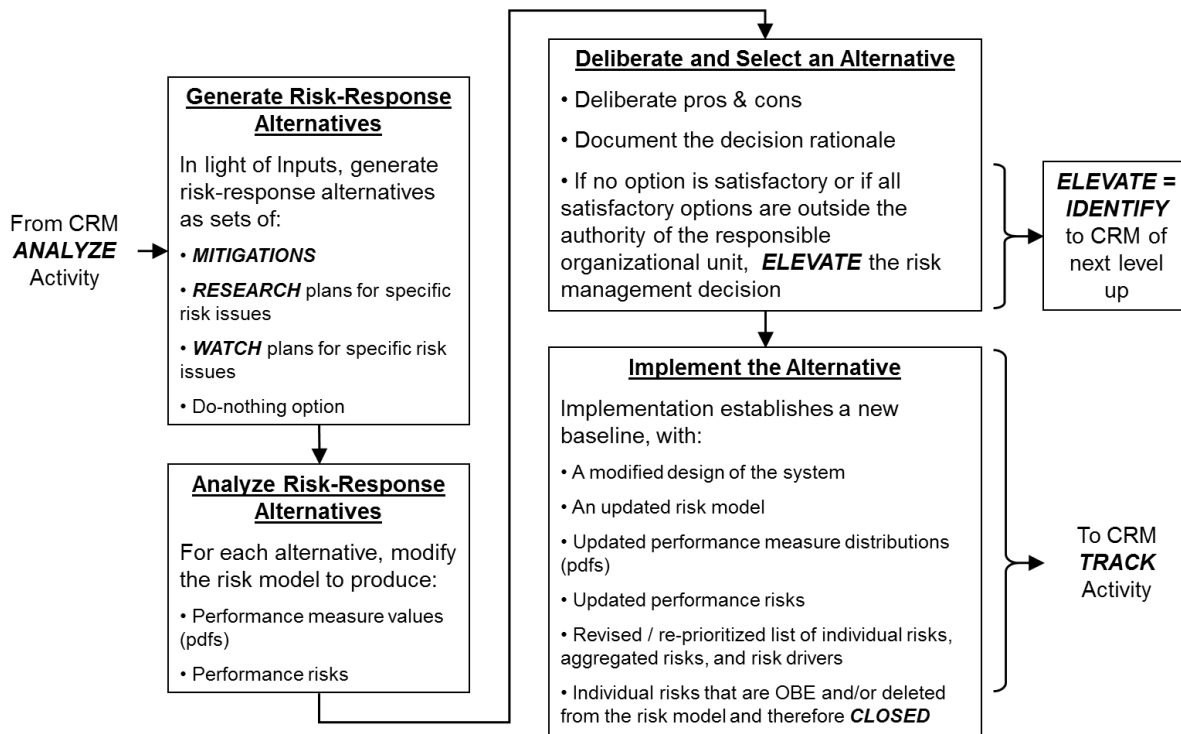 From CRM
ANALYZE
Activity
Generate Risk-Response
Alternatives
In light of Inputs, generate
risk-response alternatives
as sets of:
• MITIGATIONS
• RESEARCH plans for specific
risk issues
• WATCH plans for specific risk
issues
• Do-nothing option
Analyze Risk-Response
Alternatives
For each alternative, modify
the risk model to produce:
• Performance measure values
(pdfs)
• Performance risks
Deliberate and Select an Alternative
• Deliberate pros & cons
• Document the decision rationale
• If no option is satisfactory or if all
satisfactory options are outside the
authority of the responsible
organizational unit, ELEVATE the risk
management decision
ELEVATE =
IDENTIFY
to CRM of
next level
up
Implement the Alternative
Implementation establishes a new
baseline, with:
• A modified design of the system
• An updated risk model
• Updated performance measure distributions
(pdfs)
• Updated performance risks
• Revised / re-prioritized list of individual risks,
aggregated risks, and risk drivers
• Individual risks that are OBE and/or deleted
from the risk model and therefore CLOSED
To CRM
TRACK
Activity